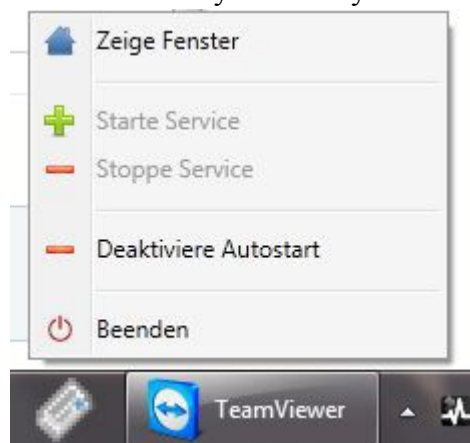 Zeige Fenster
Starte Service
Stoppe Service
Deaktiviere Autostart
Beenden
TeamViewer